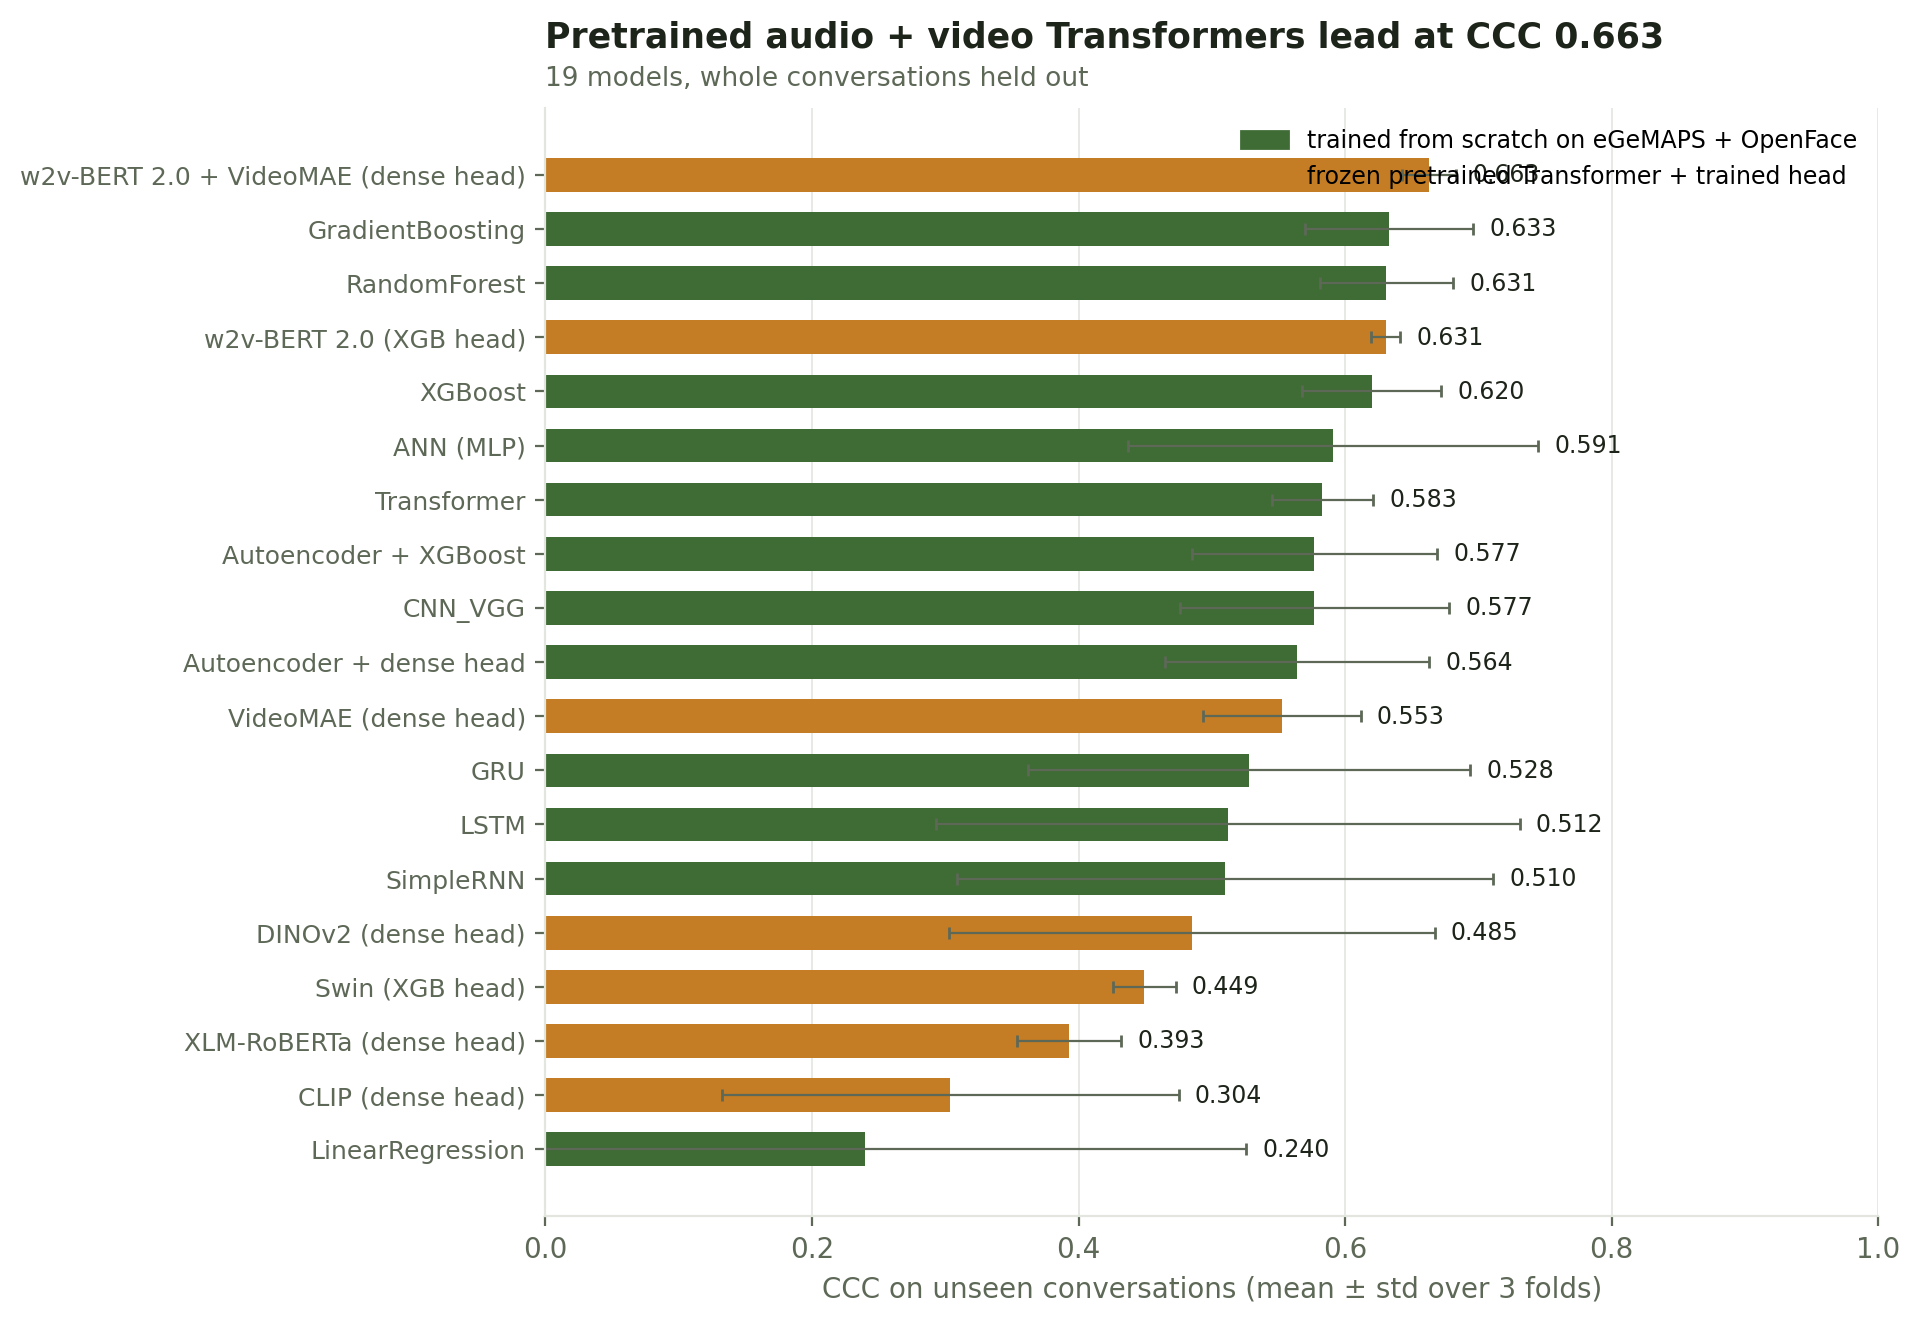 Pretrained audio + video Transformers lead at CCC 0.663
19 models, whole conversations held out
trained from scratch on eGeMAPS + OpenFace
frozen pretrained Transformer + trained head
w2v-BERT 2.0 + VideoMAE (dense head) 0.663
GradientBoosting 0.633
RandomForest 0.631
w2v-BERT 2.0 (XGB head) 0.631
XGBoost 0.620
ANN (MLP) 0.591
Transformer 0.583
Autoencoder + XGBoost 0.577
CNN_VGG 0.577
Autoencoder + dense head 0.564
VideoMAE (dense head) 0.553
GRU 0.528
LSTM 0.512
SimpleRNN 0.510
DINOv2 (dense head) 0.485
Swin (XGB head) 0.449
XLM-RoBERTa (dense head) 0.393
CLIP (dense head) 0.304
LinearRegression 0.240
0.0 0.2 0.4 0.6 0.8 1.0
CCC on unseen conversations (mean ± std over 3 folds)